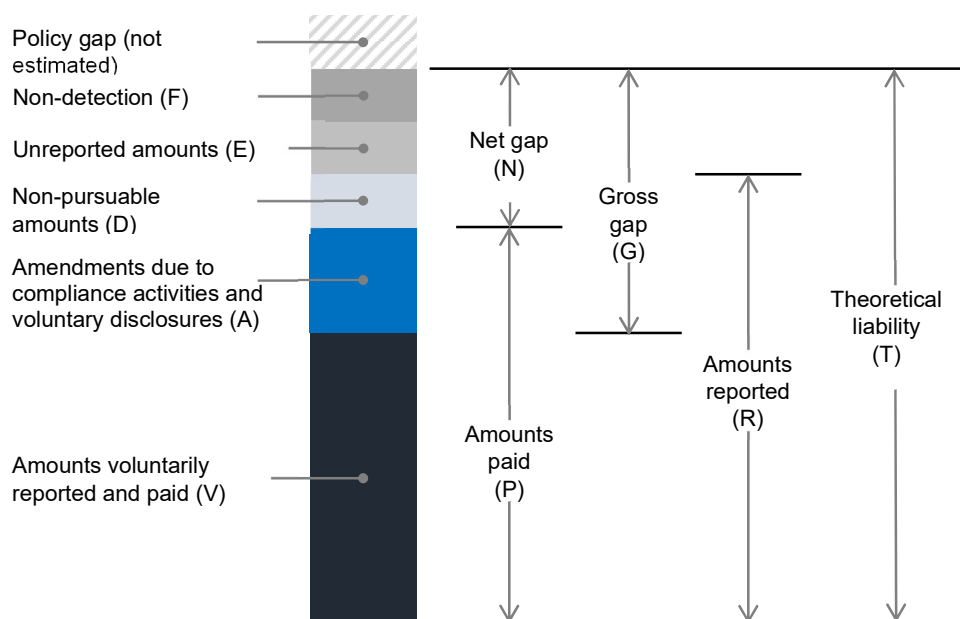 Policy gap (not
estimated)
Non-detection (F)
Unreported amounts (E)
Non-pursuable
amounts (D)
Amendments due to
compliance activities and
voluntary disclosures (A)
Amounts voluntarily
reported and paid (V)
Net gap
(N)
Amounts
paid
(P)
Gross
gap
(G)
Amounts
reported
(R)
Theoretical
liability
(T)